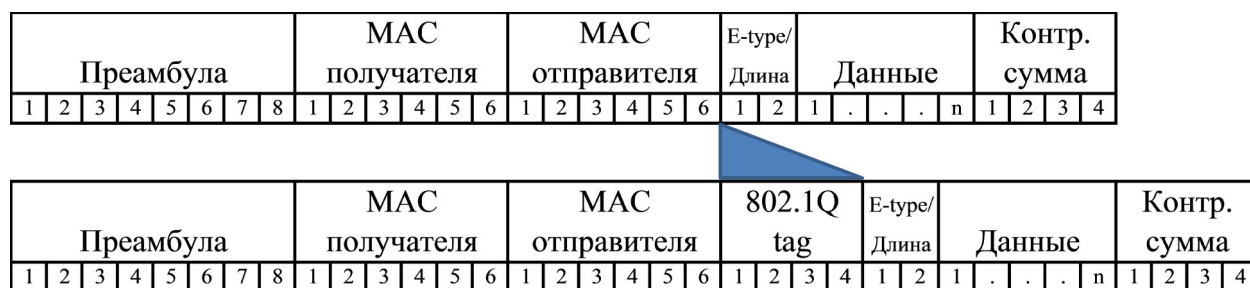 MAC MAC E-type/ Контр.
Преамбула получателя отправителя Длина Данные сумма
1 2 3 4 5 6 7 8 1 2 3 4 5 6 1 2 3 4 5 6 1 2 1 . . . n 1 2 3 4
MAC MAC 802.1Q E-type/ Контр.
Преамбула получателя отправителя tag Длина Данные сумма
1 2 3 4 5 6 7 8 1 2 3 4 5 6 1 2 3 4 5 6 1 2 3 4 1 2 1 . . . n 1 2 3 4